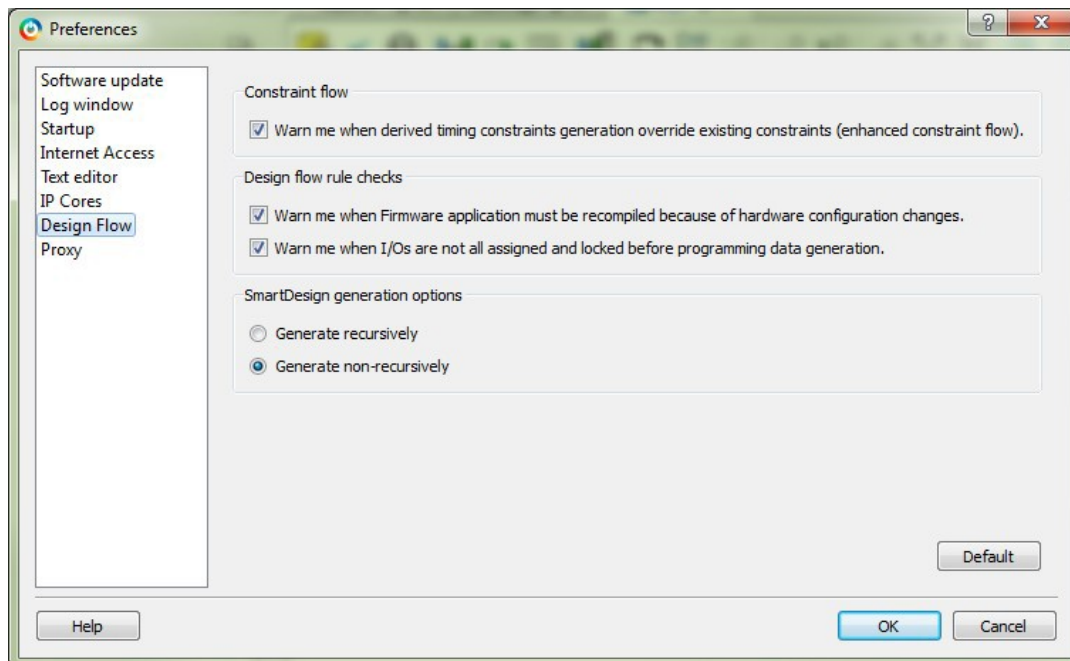 Preferences
Software update
Log window
Startup
Internet Access
Text editor
IP Cores
Design Flow
Proxy
Constraint flow
Warn me when derived timing constraints generation override existing constraints (enhanced constraint flow).
Design flow rule checks
Warn me when Firmware application must be recompiled because of hardware configuration changes.
Warn me when I/Os are not all assigned and locked before programming data generation.
SmartDesign generation options
Generate recursively
Generate non-recursively
Default
Help
OK
Cancel